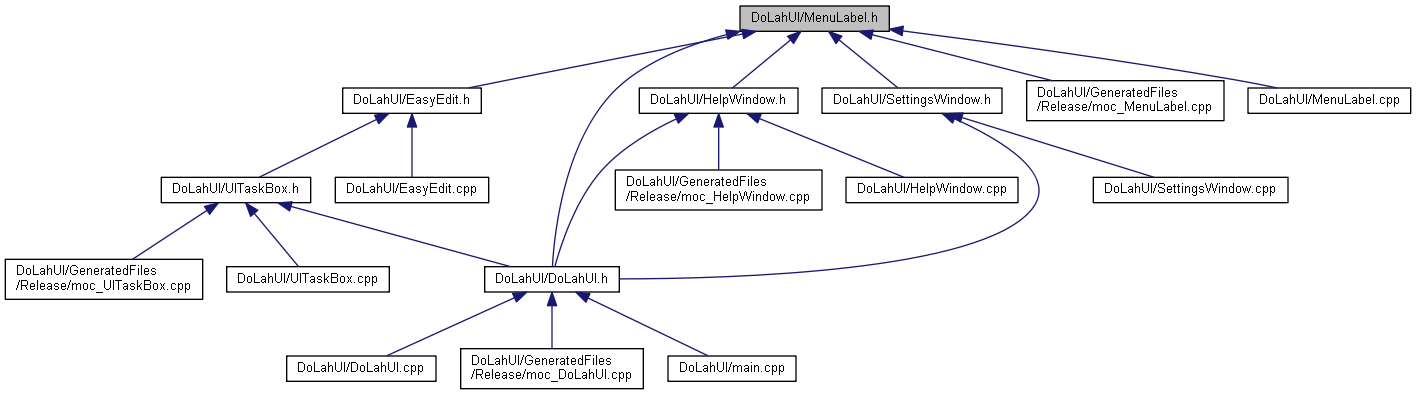 DoLahUI/MenuLabel.h
DoLahUI/EasyEdit.h
DoLahUI/HelpWindow.h
DoLahUI/SettingsWindow.h
DoLahUI/GeneratedFiles
/Release/moc_MenuLabel.cpp
DoLahUI/MenuLabel.cpp
DoLahUI/UITaskBox.h
DoLahUI/EasyEdit.cpp
DoLahUI/GeneratedFiles
/Release/moc_HelpWindow.cpp
DoLahUI/HelpWindow.cpp
DoLahUI/SettingsWindow.cpp
DoLahUI/GeneratedFiles
/Release/moc_UITaskBox.cpp
DoLahUI/UITaskBox.cpp
DoLahUI/DoLahUI.h
DoLahUI/DoLahUI.cpp
DoLahUI/GeneratedFiles
/Release/moc_DoLahUI.cpp
DoLahUI/main.cpp